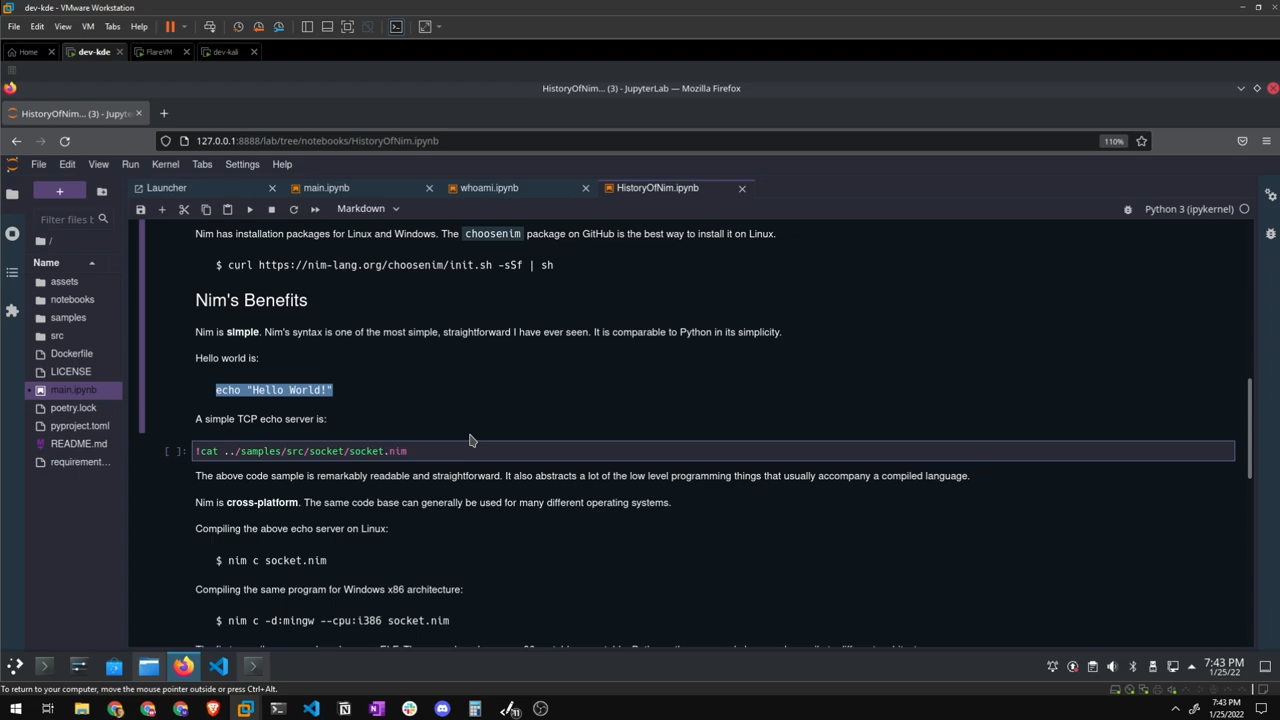 dev-kde - VMware Workstation
File Edit View VM Tabs Help
Home dev-kde FlareVM dev-kali
HistoryOfNim... (3) - JupyterLab — Mozilla Firefox
HistoryOfNim... (3) - Jupyte
127.0.0.1:8888/lab/tree/notebooks/HistoryOfNim.ipynb 110%
File Edit View Run Kernel Tabs Settings Help
Launcher main.ipynb whoami.ipynb HistoryOfNim.ipynb
Markdown Python 3 (ipykernel)
Filter files b
/
Name
assets
notebooks
samples
src
Dockerfile
LICENSE
main.ipynb
poetry.lock
pyproject.toml
README.md
requirement...
Nim has installation packages for Linux and Windows. The choosenim package on GitHub is the best way to install it on Linux.
$ curl https://nim-lang.org/choosenim/init.sh -sSf | sh
Nim's Benefits
Nim is simple. Nim's syntax is one of the most simple, straightforward I have ever seen. It is comparable to Python in its simplicity.
Hello world is:
echo "Hello World!"
A simple TCP echo server is:
[ ]: !cat ../samples/src/socket/socket.nim
The above code sample is remarkably readable and straightforward. It also abstracts a lot of the low level programming things that usually accompany a compiled language.
Nim is cross-platform. The same code base can generally be used for many different operating systems.
Compiling the above echo server on Linux:
$ nim c socket.nim
Compiling the same program for Windows x86 architecture:
$ nim c -d:mingw --cpu:i386 socket.nim
7:43 PM
1/25/22
To return to your computer, move the mouse pointer outside or press Ctrl+Alt.
7:43 PM
1/25/2022